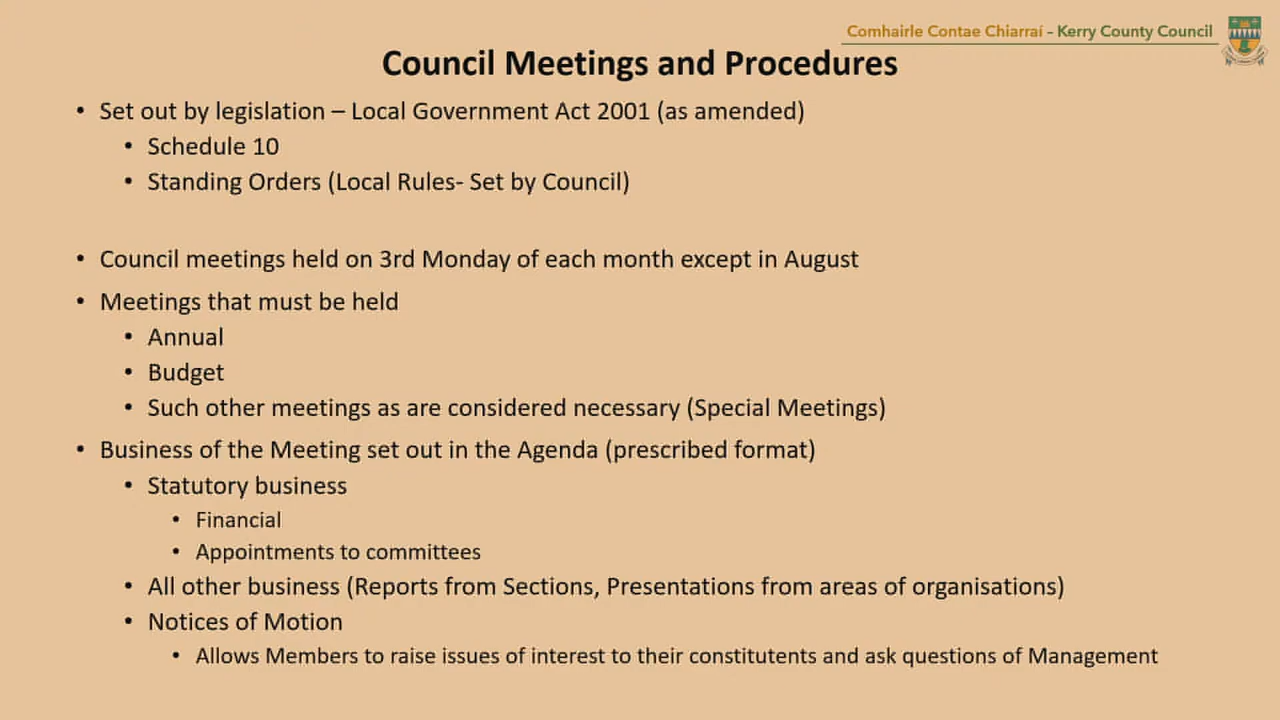 Comhairle Contae Chiarraí – Kerry County Council
Council Meetings and Procedures
• Set out by legislation – Local Government Act 2001 (as amended)
• Schedule 10
• Standing Orders (Local Rules- Set by Council)
• Council meetings held on 3rd Monday of each month except in August
• Meetings that must be held
• Annual
• Budget
• Such other meetings as are considered necessary (Special Meetings)
• Business of the Meeting set out in the Agenda (prescribed format)
• Statutory business
• Financial
• Appointments to committees
• All other business (Reports from Sections, Presentations from areas of organisations)
• Notices of Motion
• Allows Members to raise issues of interest to their constitutents and ask questions of Management